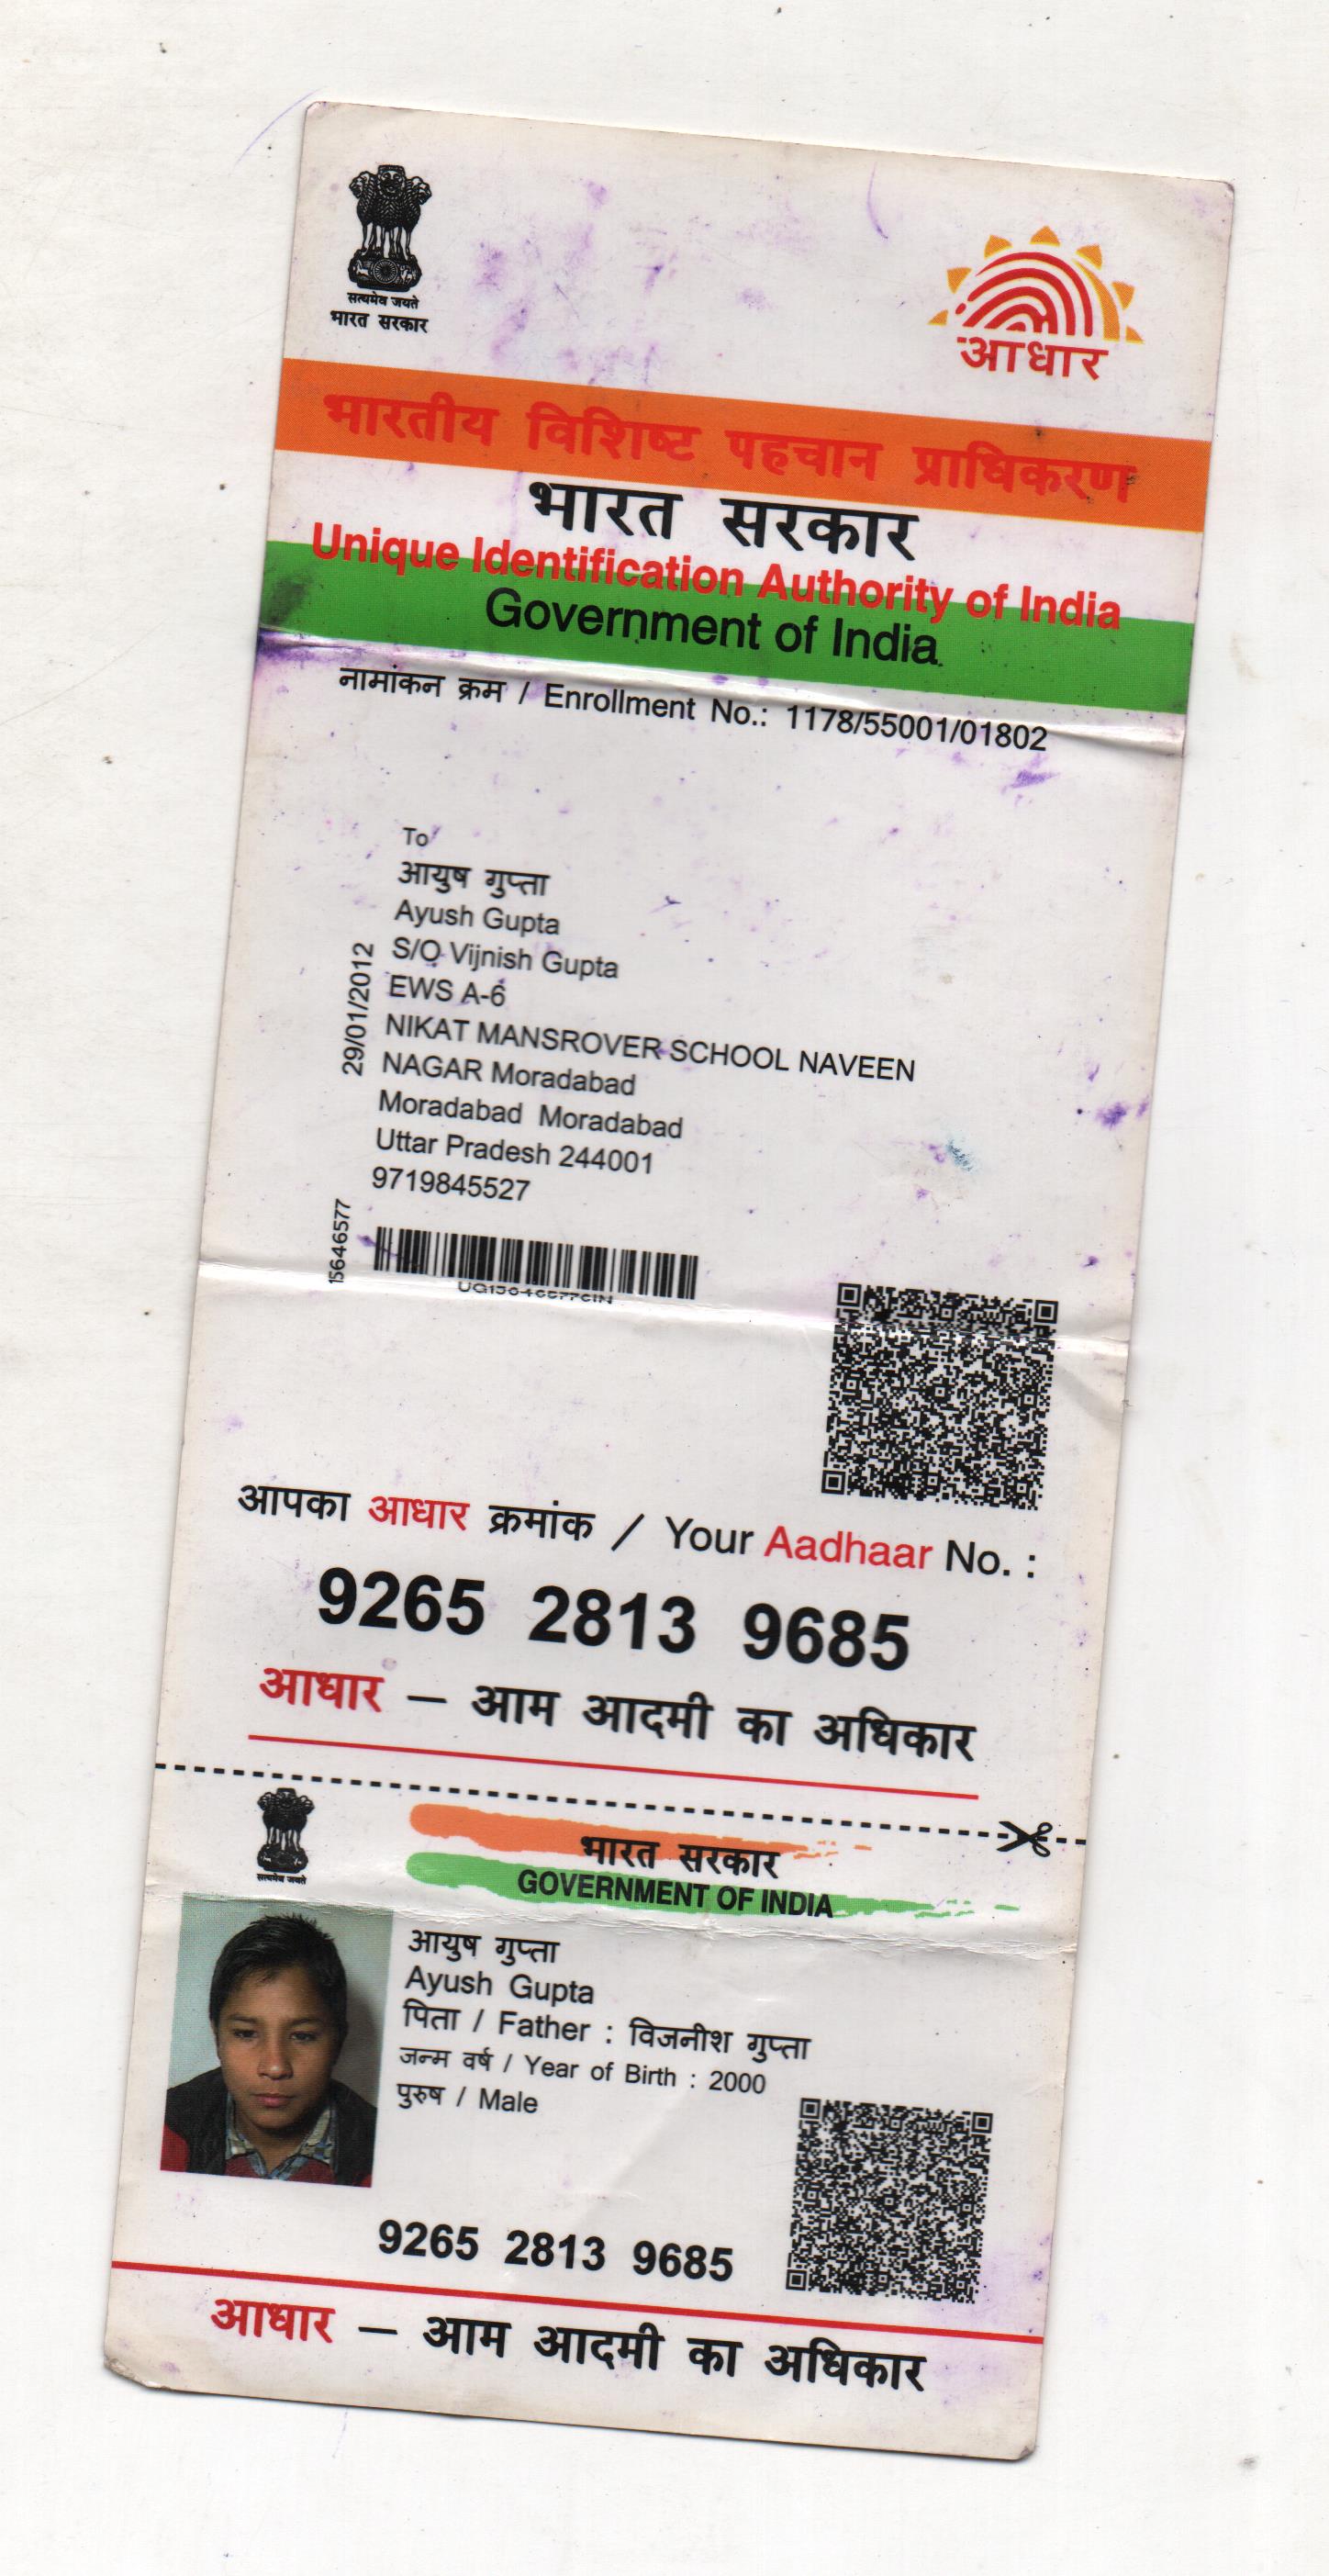 सत्यमेव जयते
भारत सरकार
आधार
भारतीय विशिष्ट पहचान प्राधिकरण
भारत सरकार
Unique Identification Authority of India
Government of India
नामांकन क्रम / Enrollment No.: 1178/55001/01802
To
आयुष गुप्ता
Ayush Gupta
S/O Vijnish Gupta
EWS A-6
NIKAT MANSROVER SCHOOL NAVEEN
NAGAR Moradabad
Moradabad Moradabad
Uttar Pradesh 244001
9719845527
29/01/2012
15646577
आपका आधार क्रमांक / Your Aadhaar No. :
9265 2813 9685
आधार – आम आदमी का अधिकार
सत्यमेव जयते
भारत सरकार
GOVERNMENT OF INDIA
आयुष गुप्ता
Ayush Gupta
पिता / Father : विजनीश गुप्ता
जन्म वर्ष / Year of Birth : 2000
पुरुष / Male
9265 2813 9685
आधार – आम आदमी का अधिकार